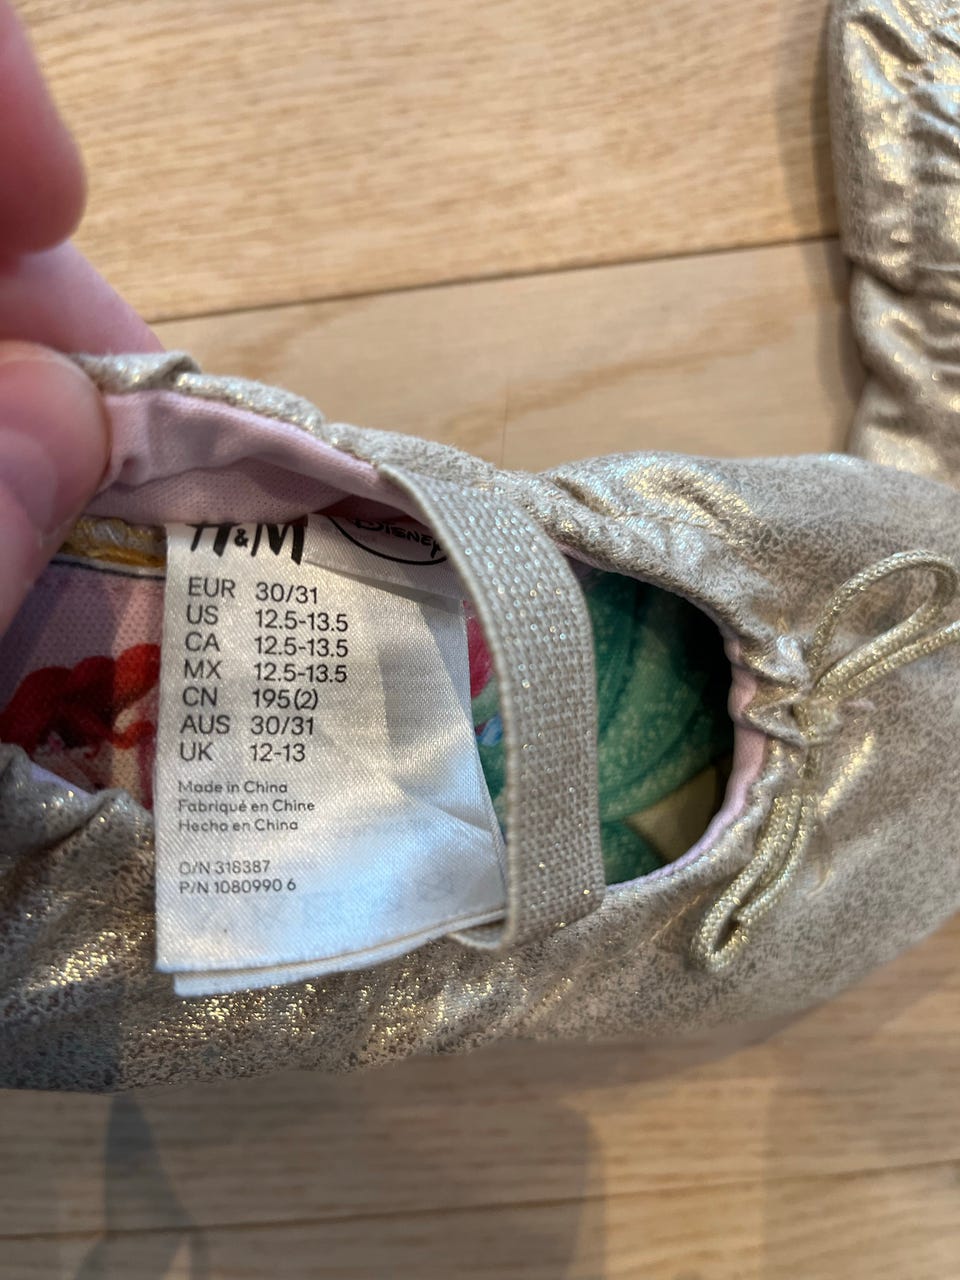 H&M
Disney
EUR 30/31
US 12.5-13.5
CA 12.5-13.5
MX 12.5-13.5
CN 195(2)
AUS 30/31
UK 12-13
Made in China
Fabriqué en Chine
Hecho en China
O/N 318387
P/N 1080990 6